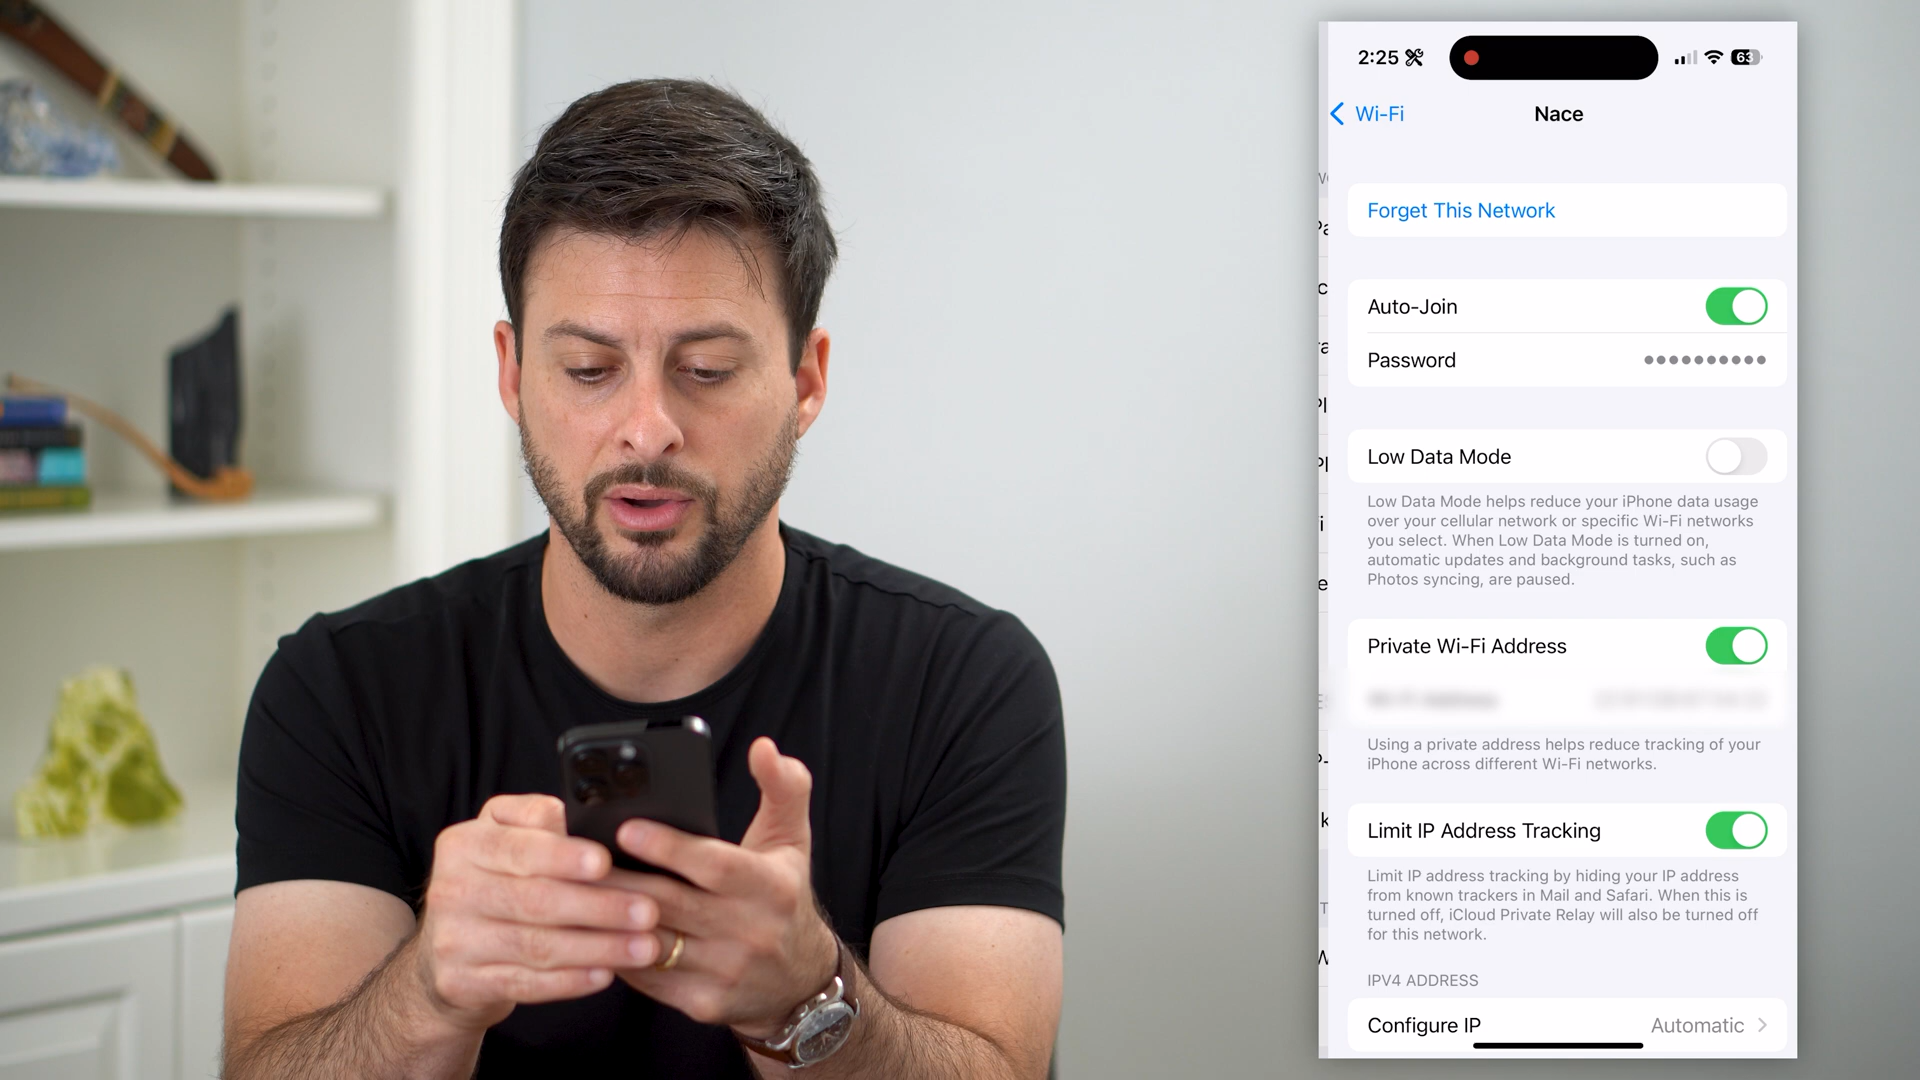 2:25
63
Wi-Fi
Nace
Forget This Network
Auto-Join
Password
Low Data Mode
Low Data Mode helps reduce your iPhone data usage
over your cellular network or specific Wi-Fi networks
you select. When Low Data Mode is turned on,
automatic updates and background tasks, such as
Photos syncing, are paused.
Private Wi-Fi Address
Using a private address helps reduce tracking of your
iPhone across different Wi-Fi networks.
Limit IP Address Tracking
Limit IP address tracking by hiding your IP address
from known trackers in Mail and Safari. When this is
turned off, iCloud Private Relay will also be turned off
for this network.
IPV4 ADDRESS
Configure IP
Automatic